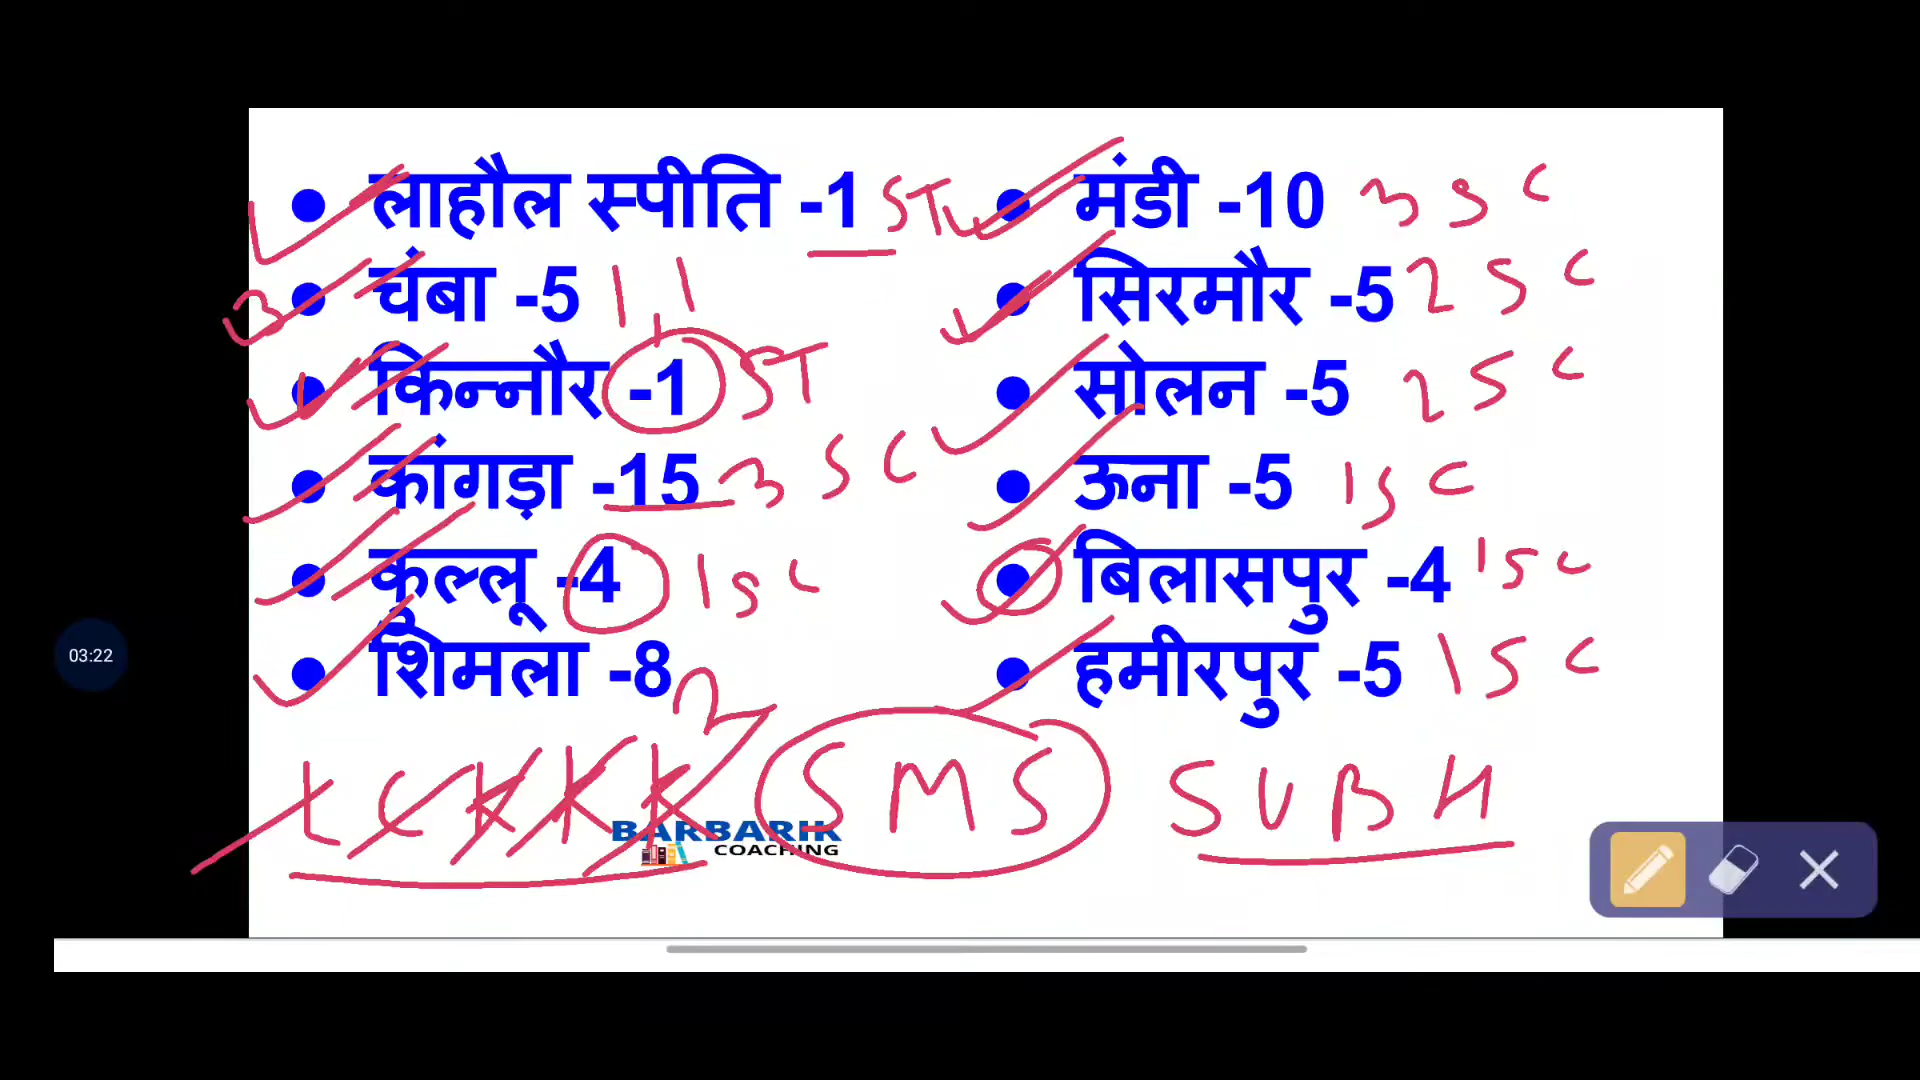 लाहौल स्पीति -1 ST
चंबा -5 1 1
किन्नौर -1 ST
कांगड़ा -15 3 SC
कुल्लू -4 1 SC
शिमला -8 2
मंडी -10 3 SC
सिरमौर -5 2 SC
सोलन -5 2 SC
ऊना -5 1 SC
बिलासपुर -4 1 SC
हमीरपुर -5 1 SC
L C K K K SMS SUBH
BARBARIK
COACHING
03:22